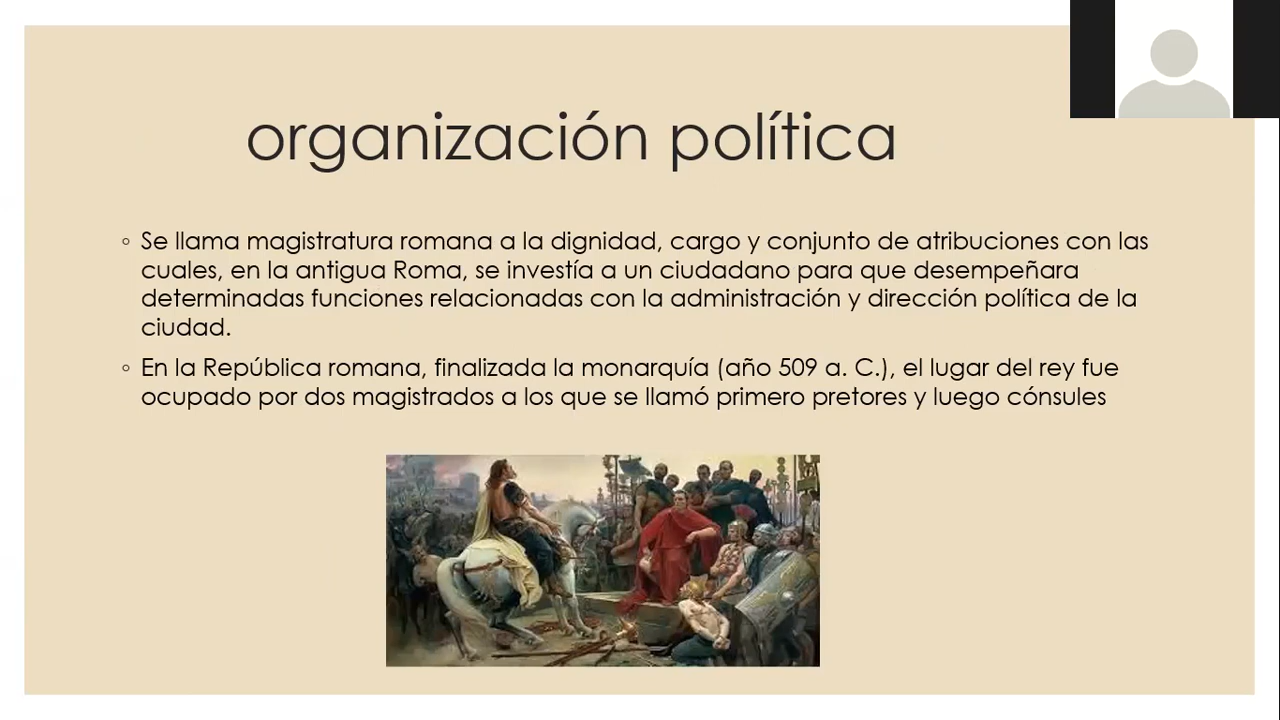 organización política
◦ Se llama magistratura romana a la dignidad, cargo y conjunto de atribuciones con las
cuales, en la antigua Roma, se investía a un ciudadano para que desempeñara
determinadas funciones relacionadas con la administración y dirección política de la
ciudad.
◦ En la República romana, finalizada la monarquía (año 509 a. C.), el lugar del rey fue
ocupado por dos magistrados a los que se llamó primero pretores y luego cónsules